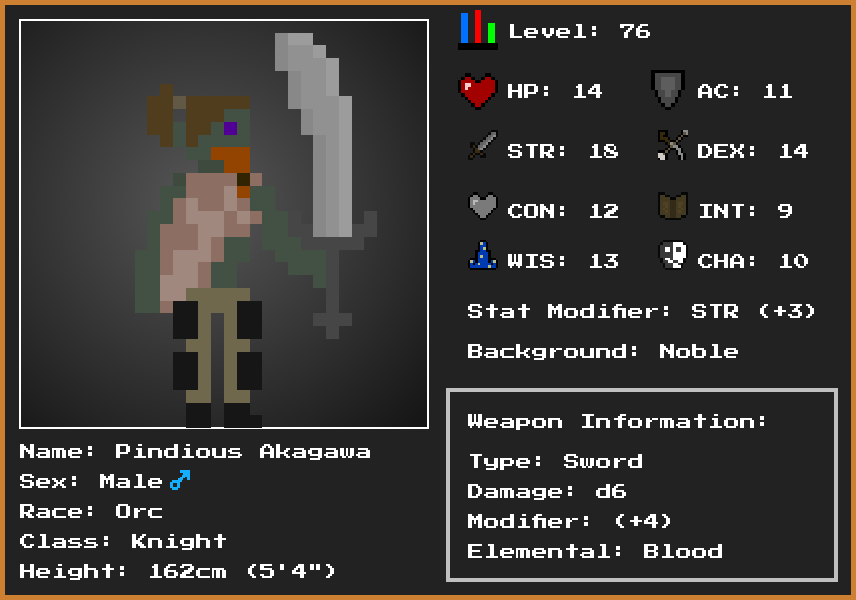 Level: 76
HP: 14
AC: 11
STR: 18
DEX: 14
CON: 12
INT: 9
WIS: 13
CHA: 10
Stat Modifier: STR (+3)
Background: Noble
Weapon Information:
Type: Sword
Damage: d6
Modifier: (+4)
Elemental: Blood
Name: Pindious Akagawa
Sex: Male♂
Race: Orc
Class: Knight
Height: 162cm (5'4")